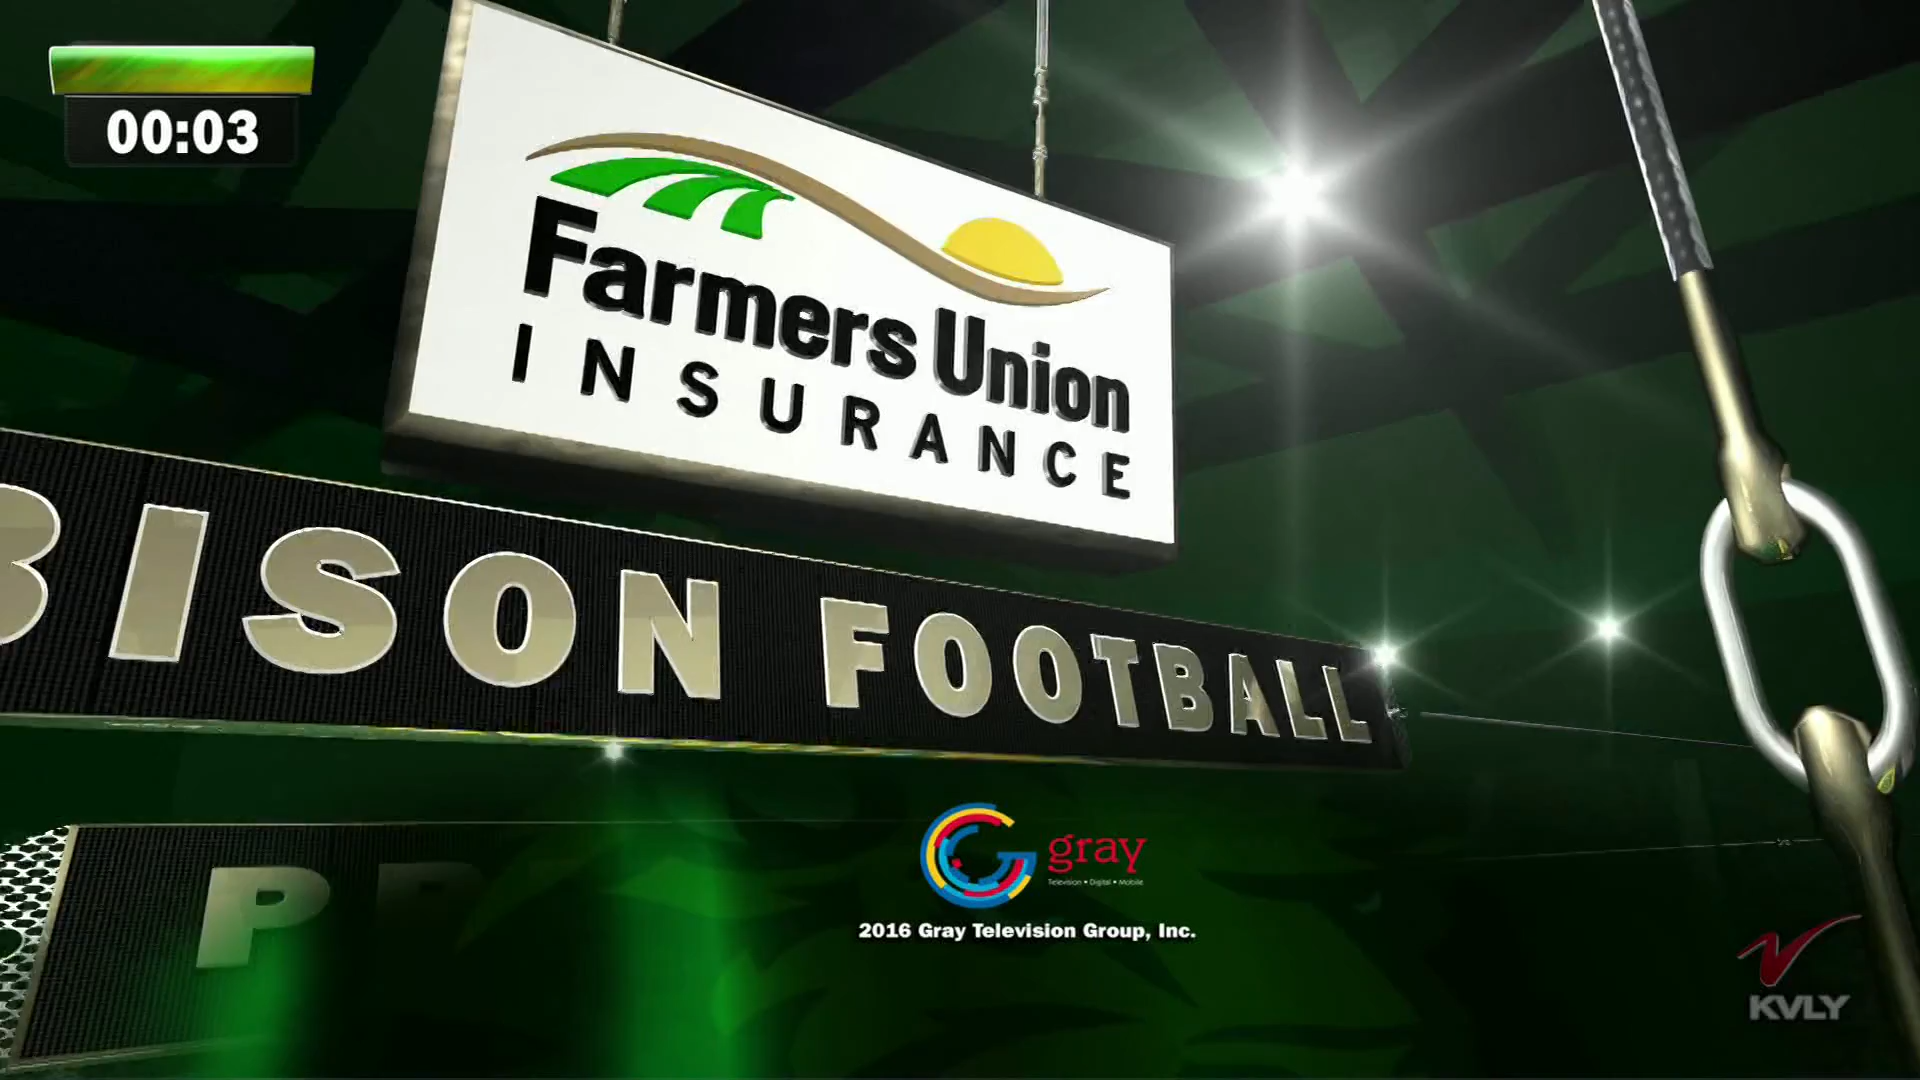 00:03
Farmers Union
INSURANCE
BISON FOOTBALL
P
gray
Television • Digital • Mobile
2016 Gray Television Group, Inc.
KVLY